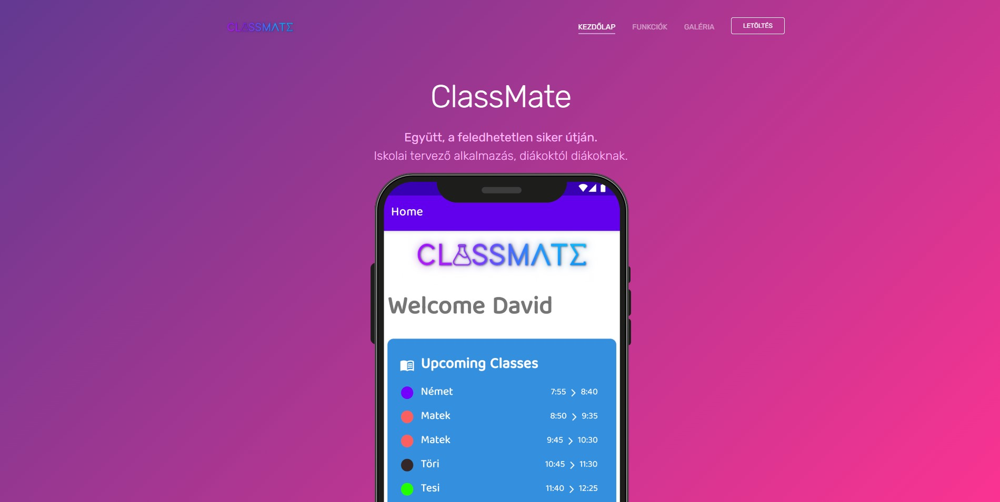 CLASSMATE
KEZDŐLAP FUNKCIÓK GALÉRIA LETÖLTÉS
ClassMate
Együtt, a feledhetetlen siker útján.
Iskolai tervező alkalmazás, diákoktól diákoknak.
Home
CLASSMATE
Welcome David
Upcoming Classes
Német 7:55 8:40
Matek 8:50 9:35
Matek 9:45 10:30
Töri 10:45 11:30
Tesi 11:40 12:25